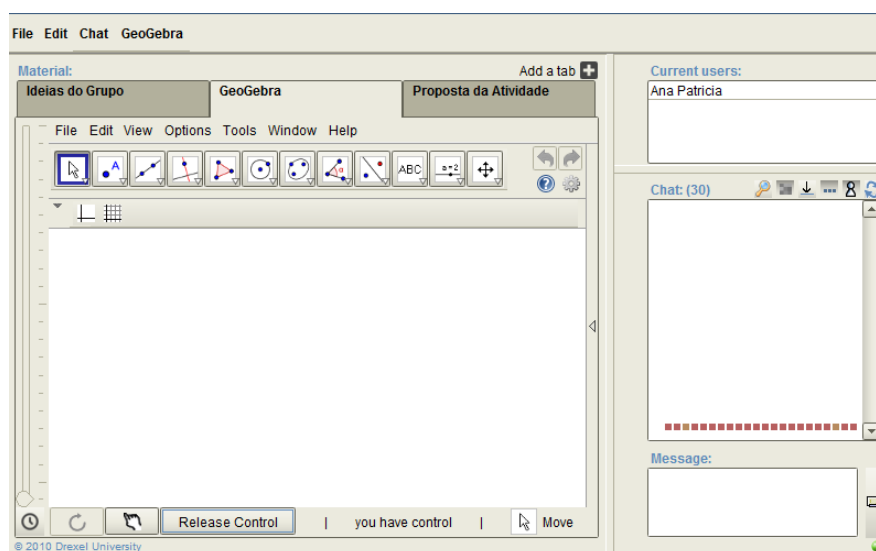 File Edit Chat GeoGebra
Material:
Add a tab
Ideias do Grupo
GeoGebra
Proposta da Atividade
File Edit View Options Tools Window Help
A
α
ABC
a=2
Release Control | you have control | Move
© 2010 Drexel University
Current users:
Ana Patricia
Chat: (30)
8
Message: